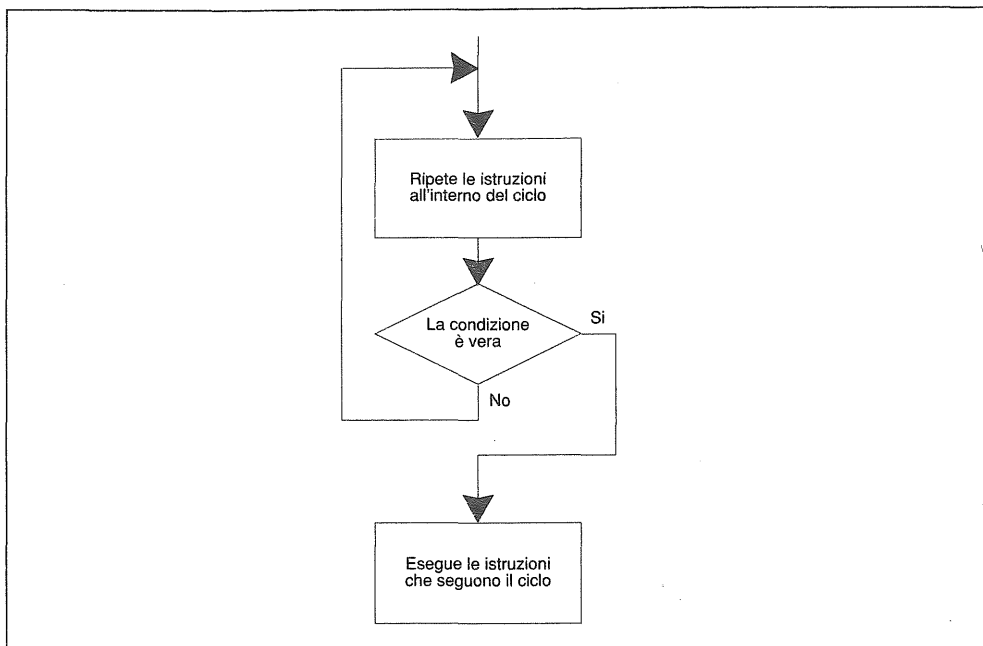 Ripete le istruzioni
all'interno del ciclo
La condizione
è vera
Si
No
Esegue le istruzioni
che seguono il ciclo